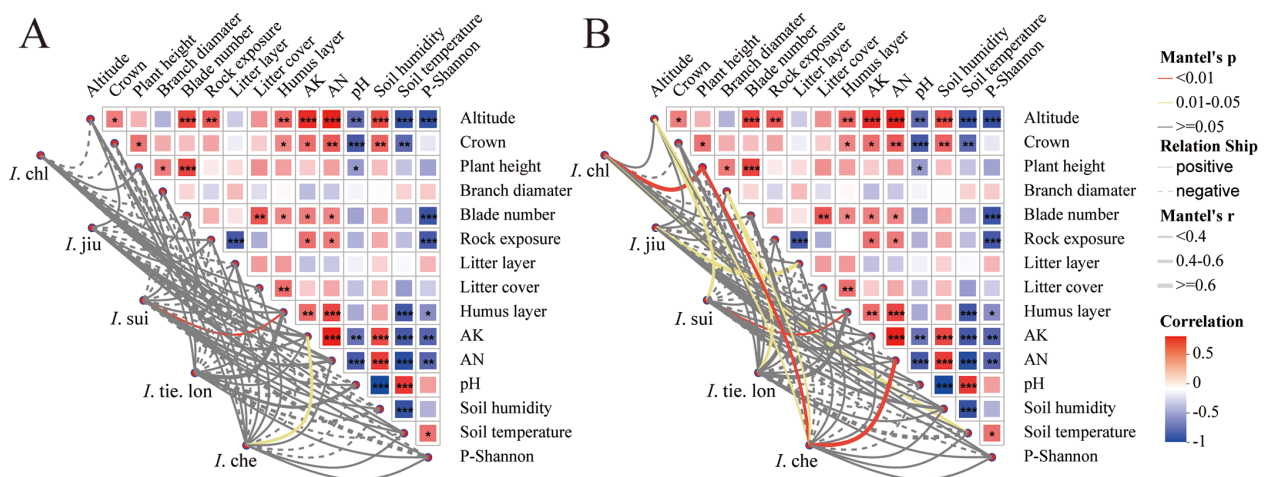 A
Altitude
Crown
Plant height
Branch diamater
Blade number
Rock exposure
Litter layer
Litter cover
Humus layer
AK
AN
pH
Soil humidity
Soil temperature
P-Shannon
* *** ** ** *** *** ** *** *** *** Altitude
* * * ** *** ** ** Crown
* *** * Plant height
Branch diamater
** * * * *** Blade number
*** * * *** Rock exposure
Litter layer
** Litter cover
** *** *** * Humus layer
*** ** *** *** ** AK
*** *** *** ** AN
*** *** pH
*** Soil humidity
* Soil temperature
P-Shannon
I. chl
I. jiu
I. sui
I. tie. lon
I. che
B
Altitude
Crown
Plant height
Branch diamater
Blade number
Rock exposure
Litter layer
Litter cover
Humus layer
AK
AN
pH
Soil humidity
Soil temperature
P-Shannon
* *** ** ** *** *** ** *** *** *** Altitude
* * * ** *** ** ** Crown
* *** * Plant height
Branch diamater
** * * * *** Blade number
*** * * *** Rock exposure
Litter layer
** Litter cover
** *** *** * Humus layer
*** ** *** *** ** AK
*** *** *** ** AN
*** *** pH
*** Soil humidity
* Soil temperature
P-Shannon
I. chl
I. jiu
I. sui
I. tie. lon
I. che
Mantel's p
<0.01
0.01-0.05
>=0.05
Relation Ship
positive
negative
Mantel's r
<0.4
0.4-0.6
>=0.6
Correlation
0.5
0
-0.5
-1